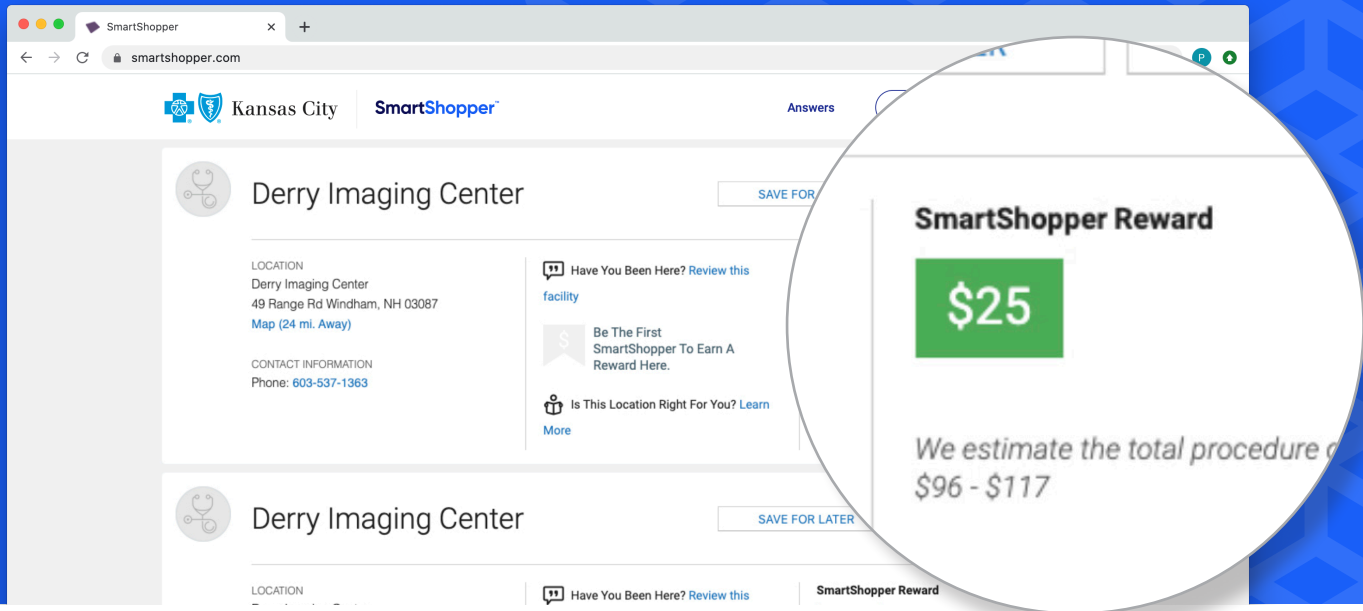 SmartShopper
smartshopper.com
P
Kansas City
SmartShopper
Answers
Derry Imaging Center
SAVE FOR
LOCATION
Derry Imaging Center
49 Range Rd Windham, NH 03087
Map (24 mi. Away)
CONTACT INFORMATION
Phone: 603-537-1363
Have You Been Here? Review this
facility
$
Be The First
SmartShopper To Earn A
Reward Here.
Is This Location Right For You? Learn
More
SmartShopper Reward
$25
We estimate the total procedure
$96 - $117
Derry Imaging Center
SAVE FOR LATER
LOCATION
Have You Been Here? Review this
SmartShopper Reward